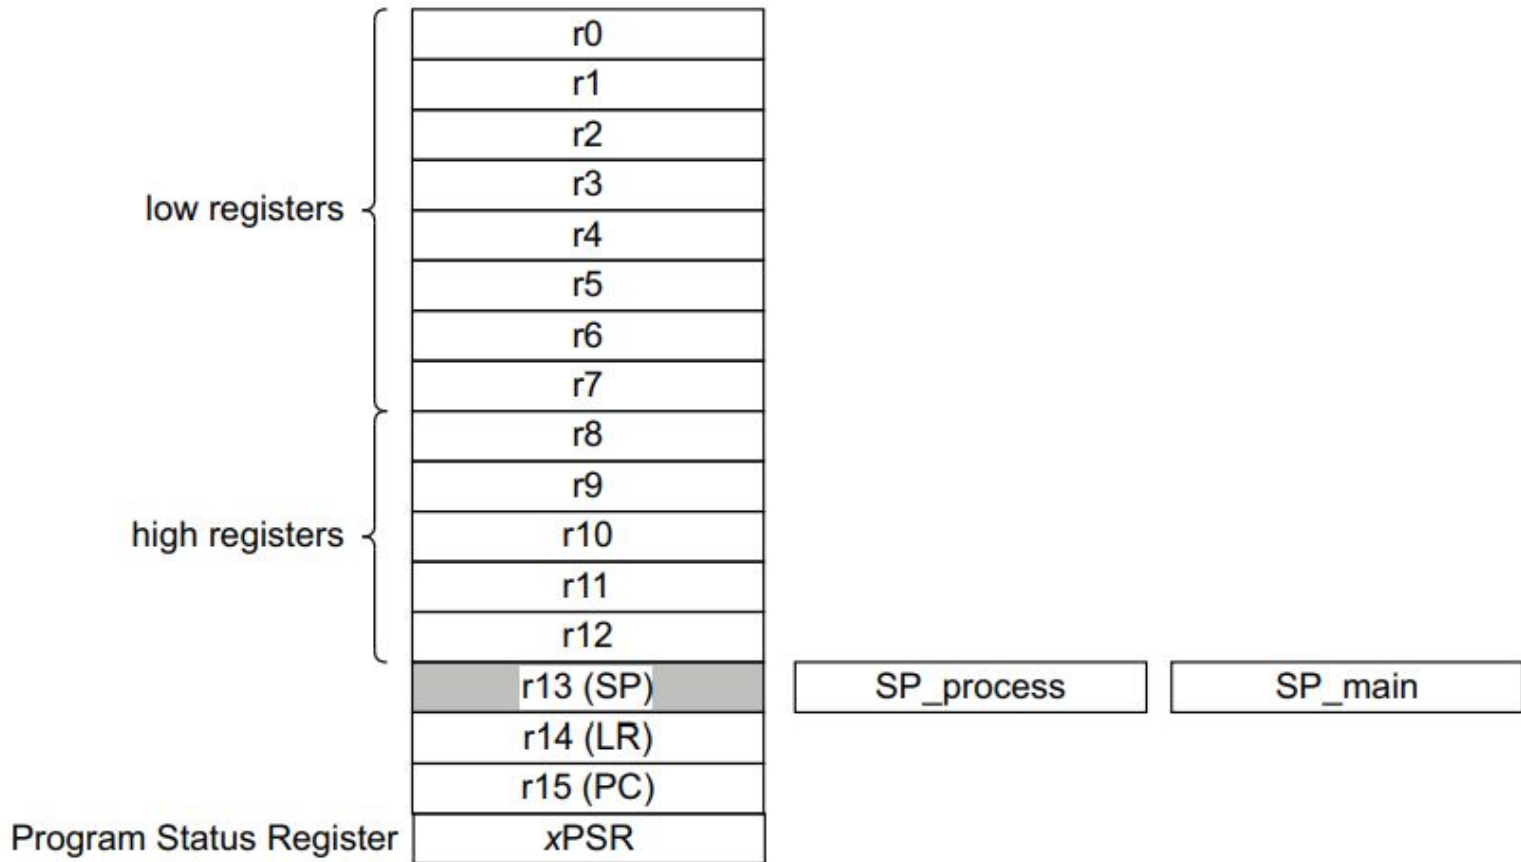 r0
r1
r2
r3
low registers
r4
r5
r6
r7
r8
r9
high registers
r10
r11
r12
r13 (SP)
SP_process
SP_main
r14 (LR)
r15 (PC)
Program Status Register
xPSR